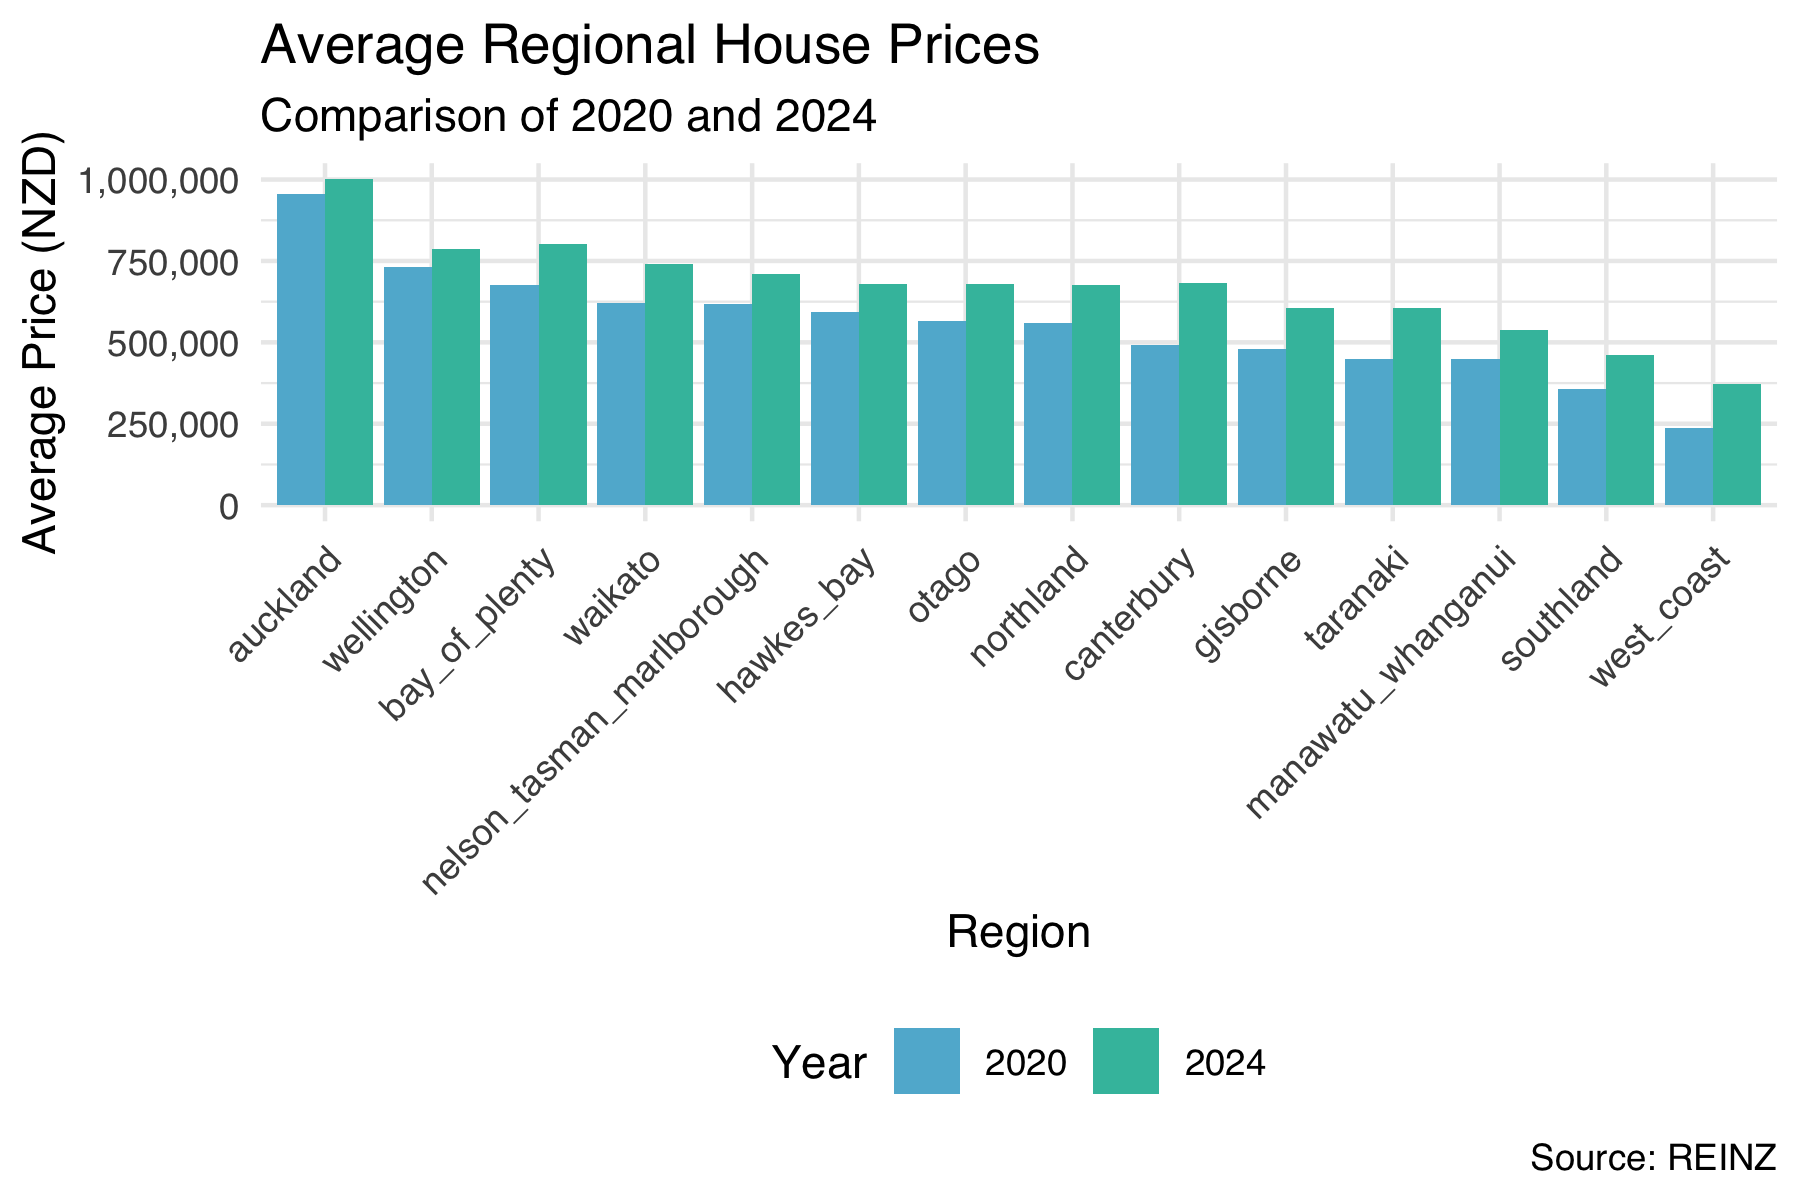 Average Regional House Prices
Comparison of 2020 and 2024
Average Price (NZD)
1,000,000
750,000
500,000
250,000
0
auckland
wellington
bay_of_plenty
waikato
nelson_tasman_marlborough
hawkes_bay
otago
northland
canterbury
gisborne
taranaki
manawatu_whanganui
southland
west_coast
Region
Year 2020 2024
Source: REINZ